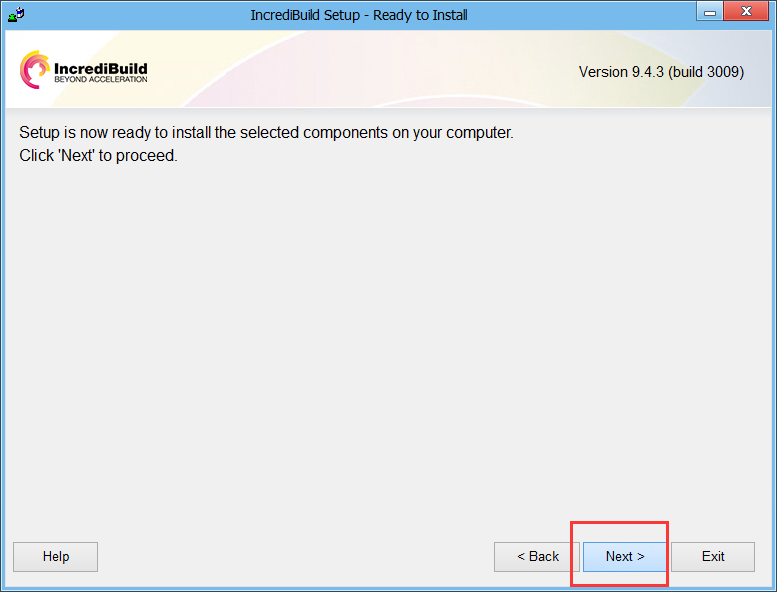 IncrediBuild Setup - Ready to Install
IncrediBuild
BEYOND ACCELERATION
Version 9.4.3 (build 3009)
Setup is now ready to install the selected components on your computer.
Click 'Next' to proceed.
Help
< Back
Next >
Exit